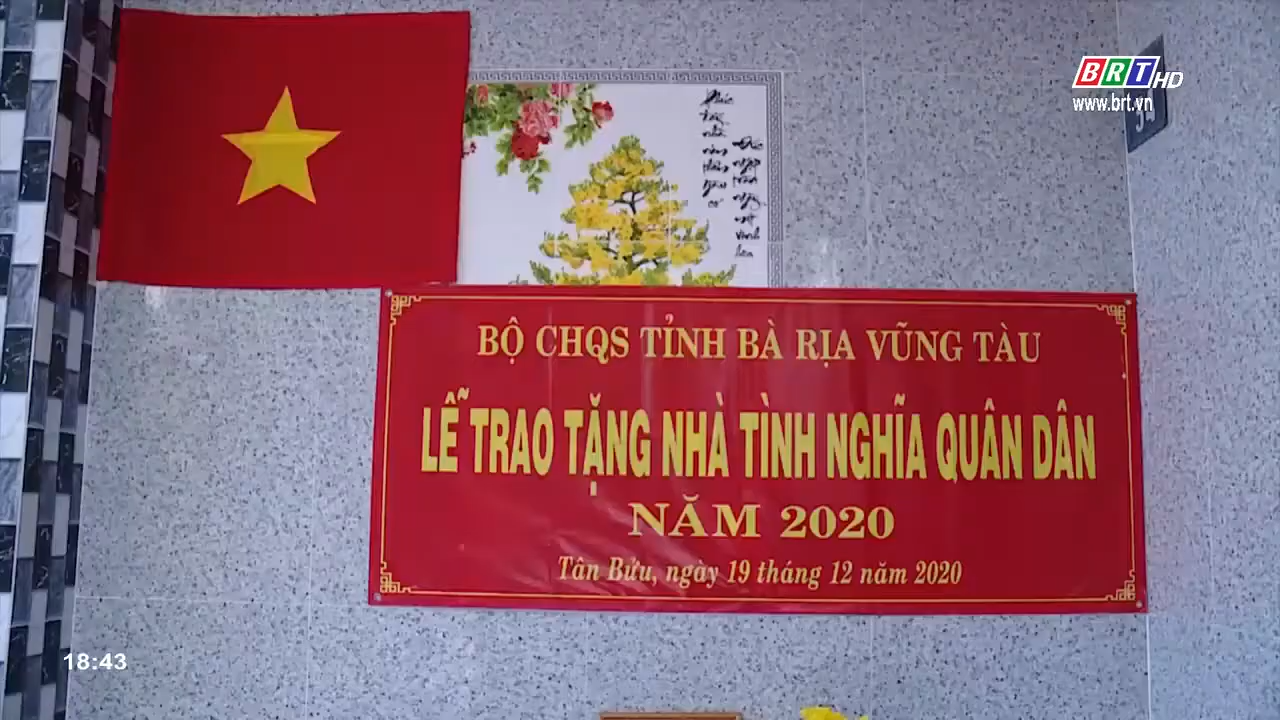 BRT HD
www.brt.vn
54
BỘ CHQS TỈNH BÀ RỊA VŨNG TÀU
LỄ TRAO TẶNG NHÀ TÌNH NGHĨA QUÂN DÂN
NĂM 2020
Tân Bửu, ngày 19 tháng 12 năm 2020
18:43